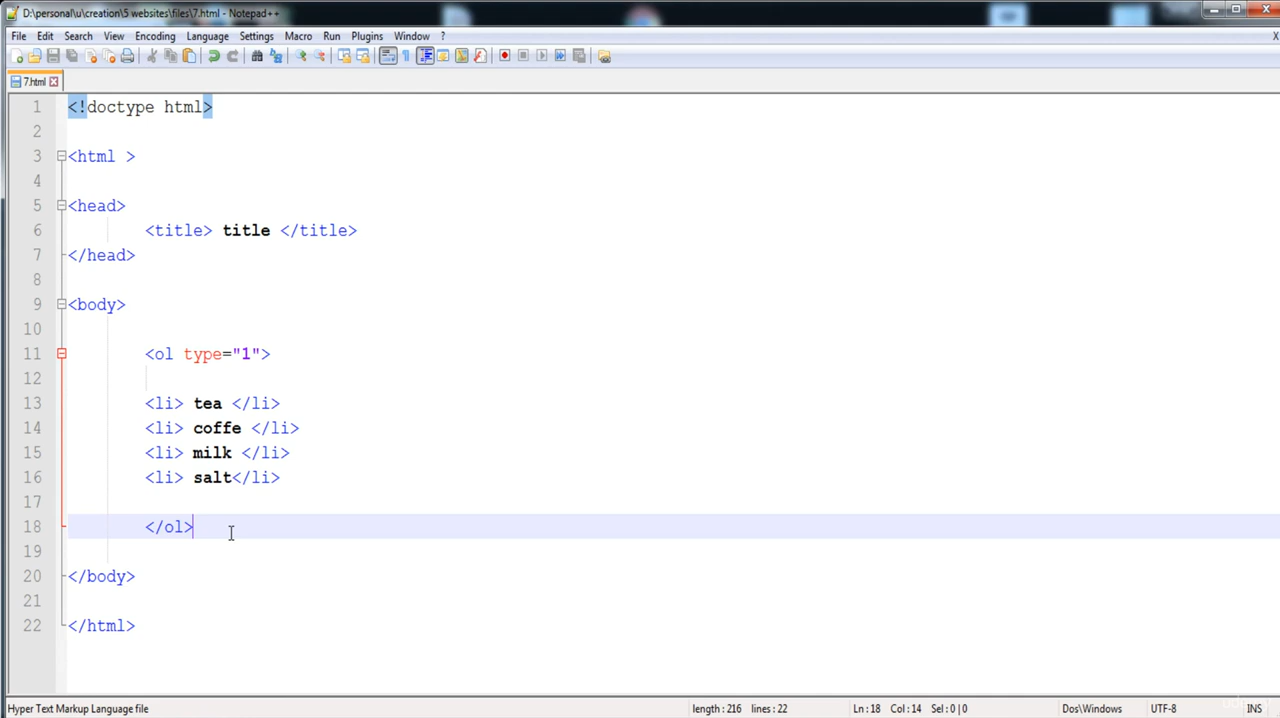 D:\personal\u\creation\5 websites\files\7.html - Notepad++
File Edit Search View Encoding Language Settings Macro Run Plugins Window ?
X
7.html
1 <!doctype html>
2
3 <html >
4
5 <head>
6 <title> title </title>
7 </head>
8
9 <body>
10
11 <ol type="1">
12
13 <li> tea </li>
14 <li> coffe </li>
15 <li> milk </li>
16 <li> salt</li>
17
18 </ol>
19
20 </body>
21
22 </html>
Hyper Text Markup Language file length : 216 lines : 22 Ln : 18 Col : 14 Sel : 0 | 0 Dos\Windows UTF-8 INS